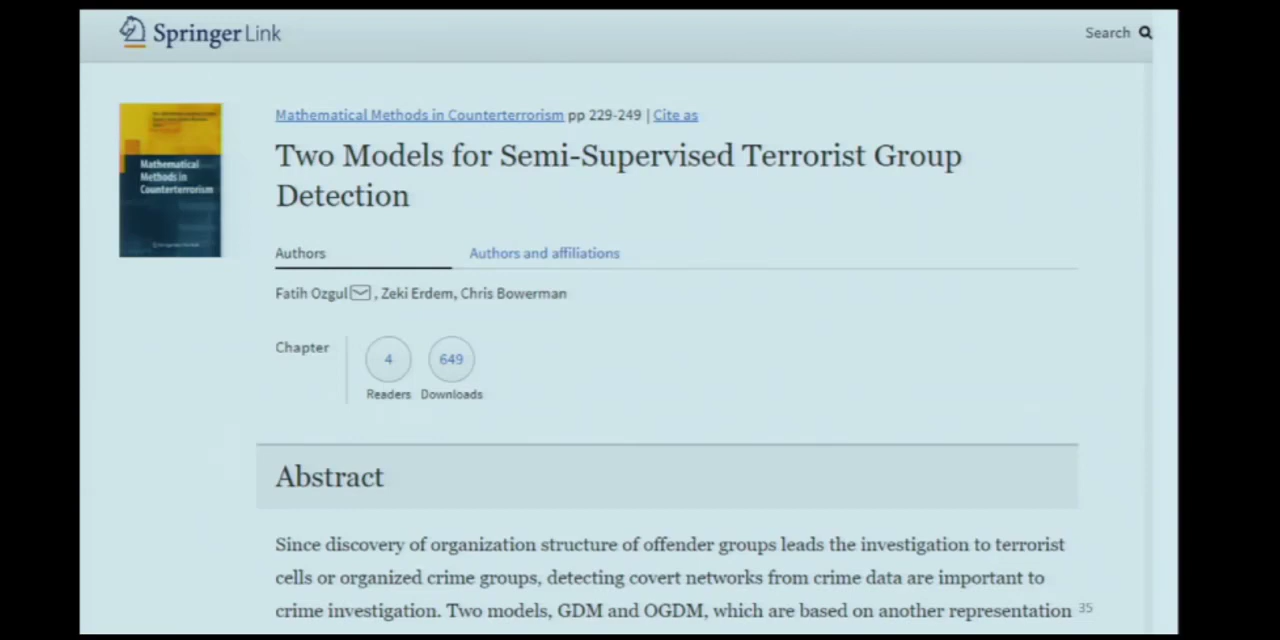 Springer Link
Search
Mathematical Methods in Counterterrorism pp 229-249 | Cite as
Two Models for Semi-Supervised Terrorist Group
Detection
Mathematical
Methods in
Counterterrorism
Authors
Authors and affiliations
Fatih Ozgul, Zeki Erdem, Chris Bowerman
Chapter
4
649
Readers
Downloads
Abstract
Since discovery of organization structure of offender groups leads the investigation to terrorist
cells or organized crime groups, detecting covert networks from crime data are important to
crime investigation. Two models, GDM and OGDM, which are based on another representation
35